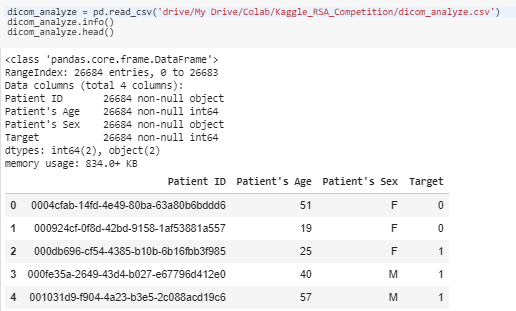 dicom_analyze = pd.read_csv('drive/My Drive/Colab/Kaggle_RSA_Competition/dicom_analyze.csv')
dicom_analyze.info()
dicom_analyze.head()
<class 'pandas.core.frame.DataFrame'>
RangeIndex: 26684 entries, 0 to 26683
Data columns (total 4 columns):
Patient ID       26684 non-null object
Patient's Age    26684 non-null int64
Patient's Sex    26684 non-null object
Target           26684 non-null int64
dtypes: int64(2), object(2)
memory usage: 834.0+ KB
Patient ID Patient's Age Patient's Sex Target
0 0004cfab-14fd-4e49-80ba-63a80b6bddd6 51 F 0
1 000924cf-0f8d-42bd-9158-1af53881a557 19 F 0
2 000db696-cf54-4385-b10b-6b16fbb3f985 25 F 1
3 000fe35a-2649-43d4-b027-e67796d412e0 40 M 1
4 001031d9-f904-4a23-b3e5-2c088acd19c6 57 M 1